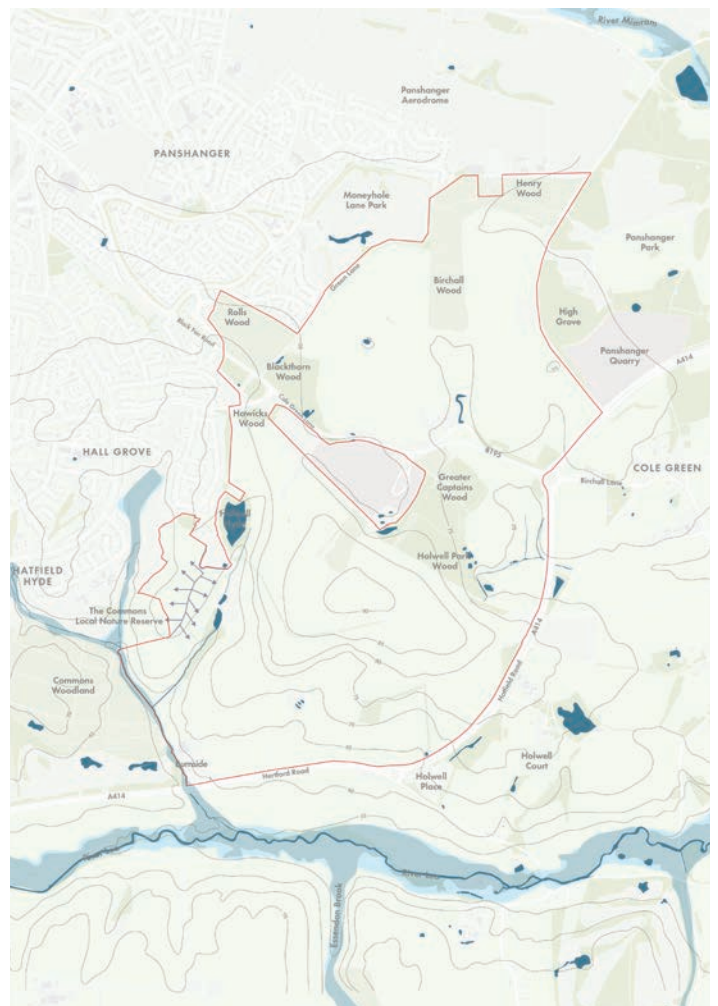 River Mimram
Panshanger
Aerodrome
PANSHANGER
Moneyhole
Lane Park
Henry
Wood
Panshanger
Park
Green Lane
Birchall
Wood
Rolls
Wood
High
Grove
Black Fan Road
Panshanger
Quarry
A414
Blackthorn
Wood
Hawicks
Wood
HALL GROVE
B195
Birchall Lane
COLE GREEN
Greater
Captains
Wood
Holwell Park
Wood
HATFIELD
HYDE
The Commons
Local Nature Reserve
A414
Hatfield Road
Commons
Woodland
Holwell
Court
Hertford Road
Holwell
Place
A414
River Lea
Essendon Brook